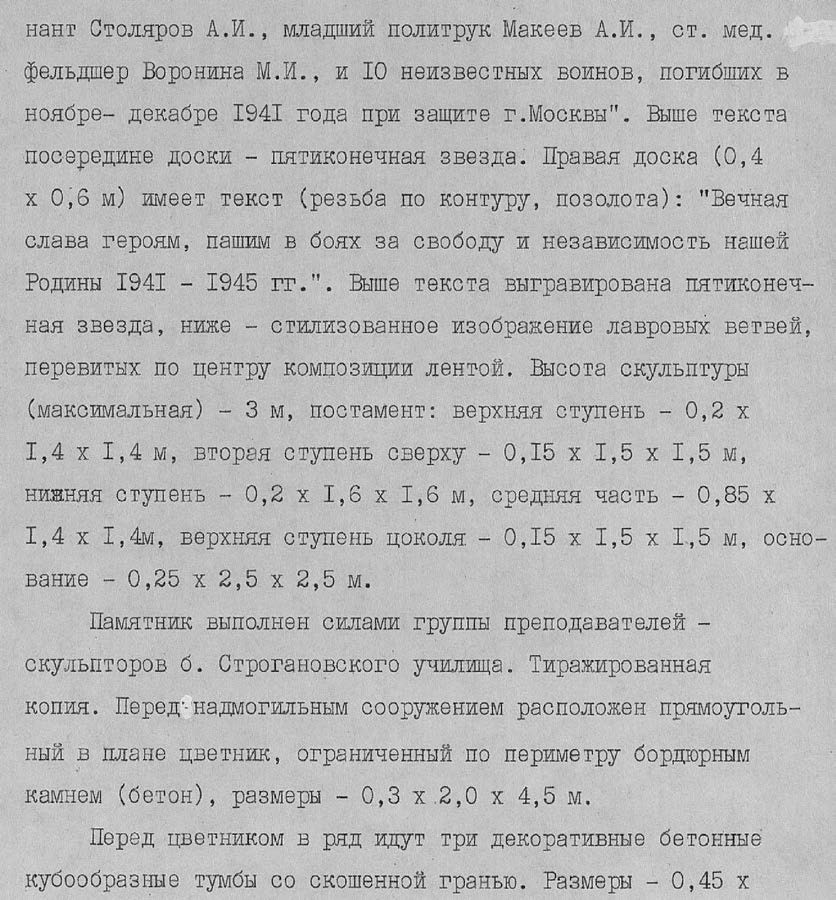 нант Столяров А.И., младший политрук Макеев А.И., ст. мед.
фельдшер Воронина М.И., и I0 неизвестных воинов, погибших в
ноябре- декабре I94I года при защите г.Москвы". Выше текста
посередине доски - пятиконечная звезда. Правая доска (0,4
х 0,6 м) имеет текст (резьба по контуру, позолота): "Вечная
слава героям, пашим в боях за свободу и независимость нашей
Родины I94I - I945 гг.". Выше текста выгравирована пятиконеч-
ная звезда, ниже - стилизованное изображение лавровых ветвей,
перевитых по центру композиции лентой. Высота скульптуры
(максимальная) - 3 м, постамент: верхняя ступень - 0,2 х
I,4 х I,4 м, вторая ступень сверху - 0,I5 х I,5 х I,5 м,
нижняя ступень - 0,2 х I,6 х I,6 м, средняя часть - 0,85 х
I,4 х I,4м, верхняя ступень цоколя - 0,I5 х I,5 х I,5 м, осно-
вание - 0,25 х 2,5 х 2,5 м.
Памятник выполнен силами группы преподавателей -
скульпторов б. Строгановского училища. Тиражированная
копия. Перед надмогильным сооружением расположен прямоуголь-
ный в плане цветник, ограниченный по периметру бордюрным
камнем (бетон), размеры - 0,3 х 2,0 х 4,5 м.
Перед цветником в ряд идут три декоративные бетонные
кубообразные тумбы со скошенной гранью. Размеры - 0,45 х